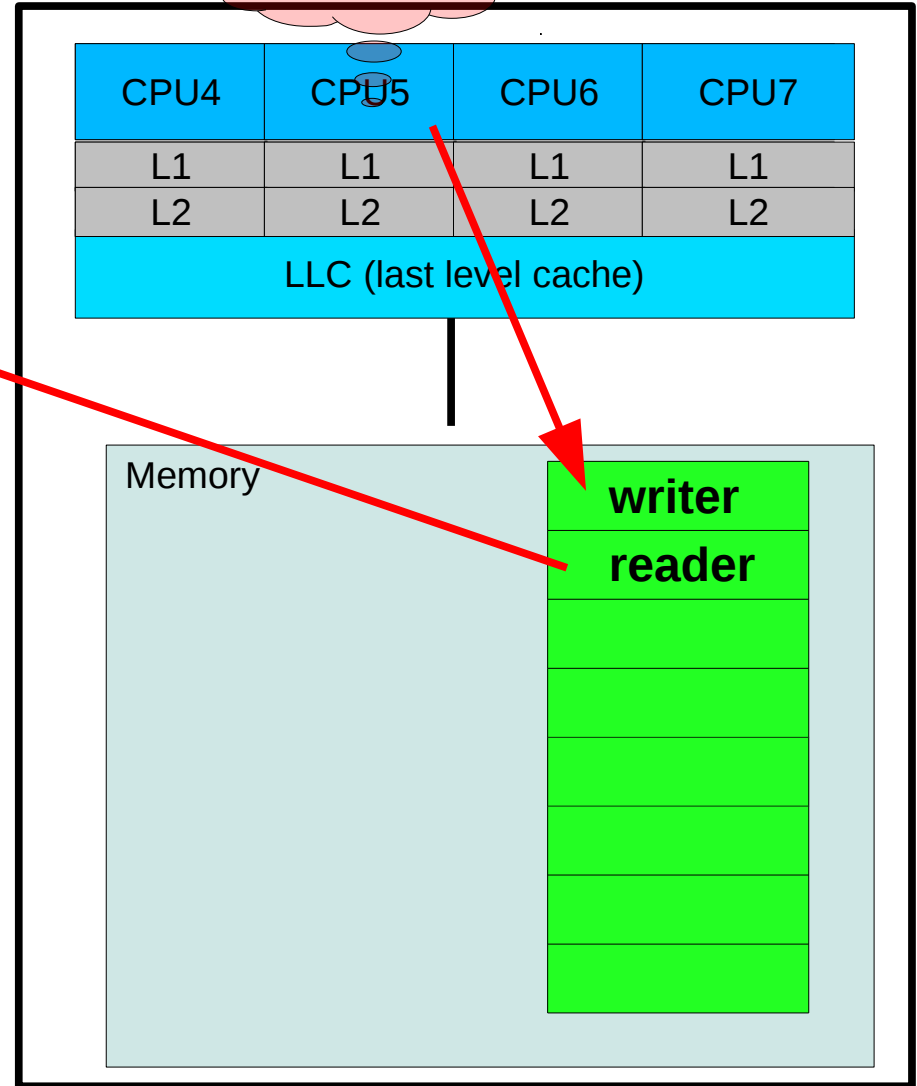 CPU4 CPU5 CPU6 CPU7
L1 L1 L1 L1
L2 L2 L2 L2
LLC (last level cache)
Memory
writer
reader